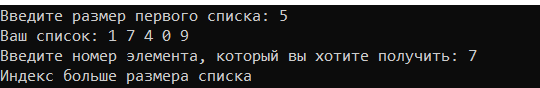 Введите размер первого списка: 5
Ваш список: 1 7 4 0 9
Введите номер элемента, который вы хотите получить: 7
Индекс больше размера списка